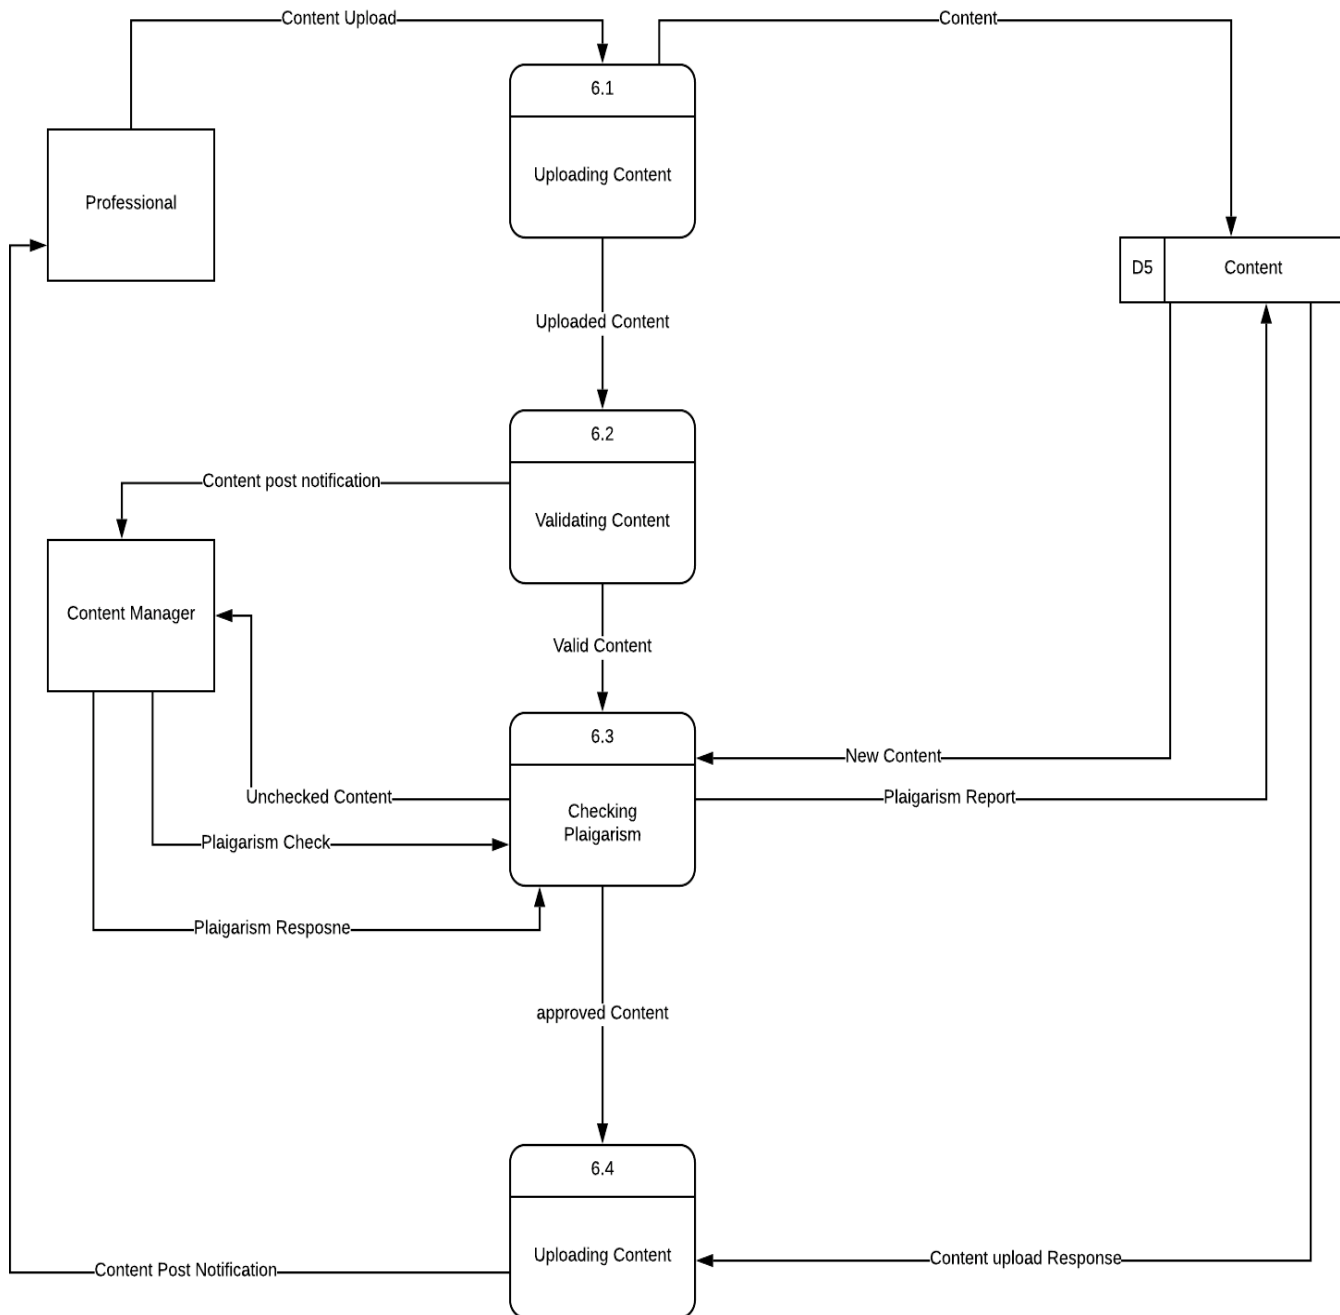 Content Upload
Content
6.1
Uploading Content
Professional
D5
Content
Uploaded Content
6.2
Content post notification
Validating Content
Content Manager
Valid Content
6.3
New Content
Unchecked Content
Plaigarism Report
Checking
Plaigarism
Plaigarism Check
Plaigarism Resposne
approved Content
6.4
Uploading Content
Content upload Response
Content Post Notification